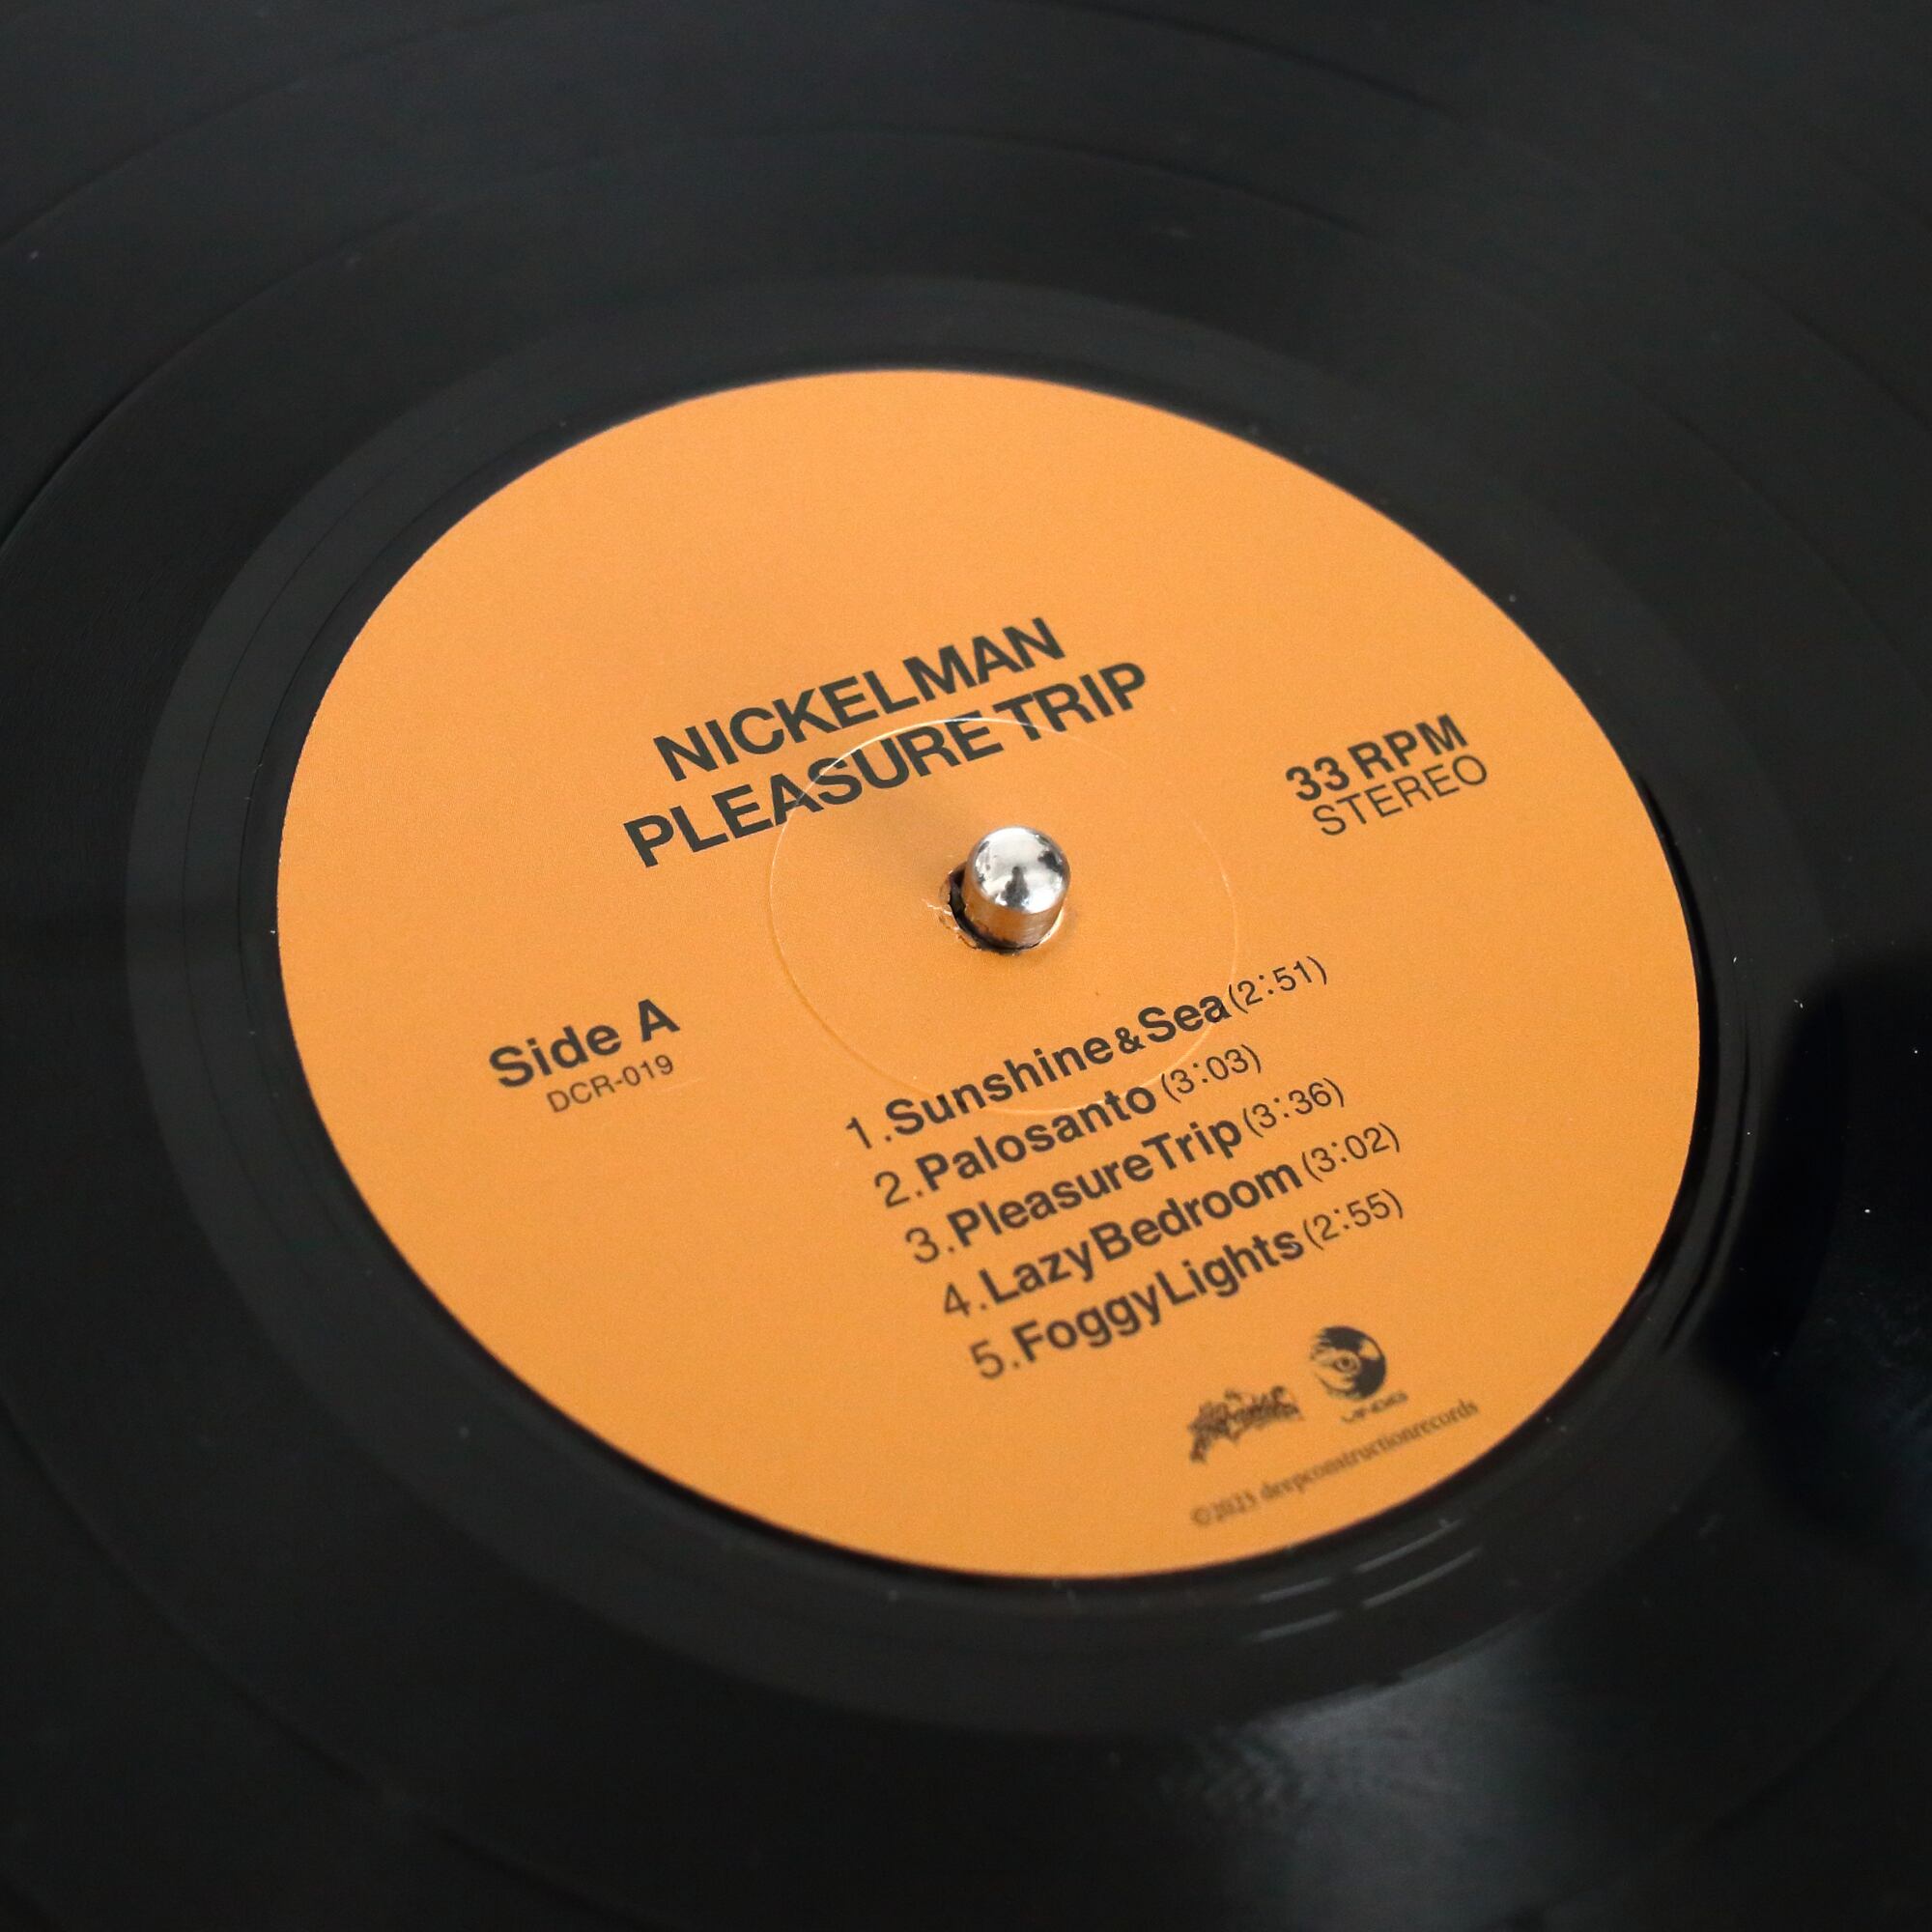 NICKELMAN
PLEASURE TRIP
33 RPM
STEREO
Side A
DCR-019
1.Sunshine&Sea(2:51)
2.Palosanto(3:03)
3.PleasureTrip(3:36)
4.LazyBedroom(3:02)
5.FoggyLights(2:55)
©2023 deepconstructionrecords